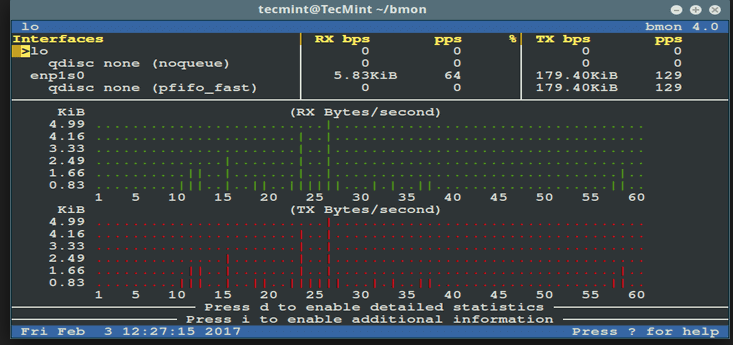 tecmint@TecMint ~/bmon
lo bmon 4.0
Interfaces RX bps pps % TX bps pps
>lo 0 0 0 0
qdisc none (noqueue) 0 0 0 0
enp1s0 5.83KiB 64 179.40KiB 129
qdisc none (pfifo_fast) 0 0 179.40KiB 129
KiB (RX Bytes/second)
4.99
4.16
3.33
2.49
1.66
0.83
1 5 10 15 20 25 30 35 40 45 50 55 60
KiB (TX Bytes/second)
4.99
4.16
3.33
2.49
1.66
0.83
1 5 10 15 20 25 30 35 40 45 50 55 60
Press d to enable detailed statistics
Press i to enable additional information
Fri Feb 3 12:27:15 2017 Press ? for help